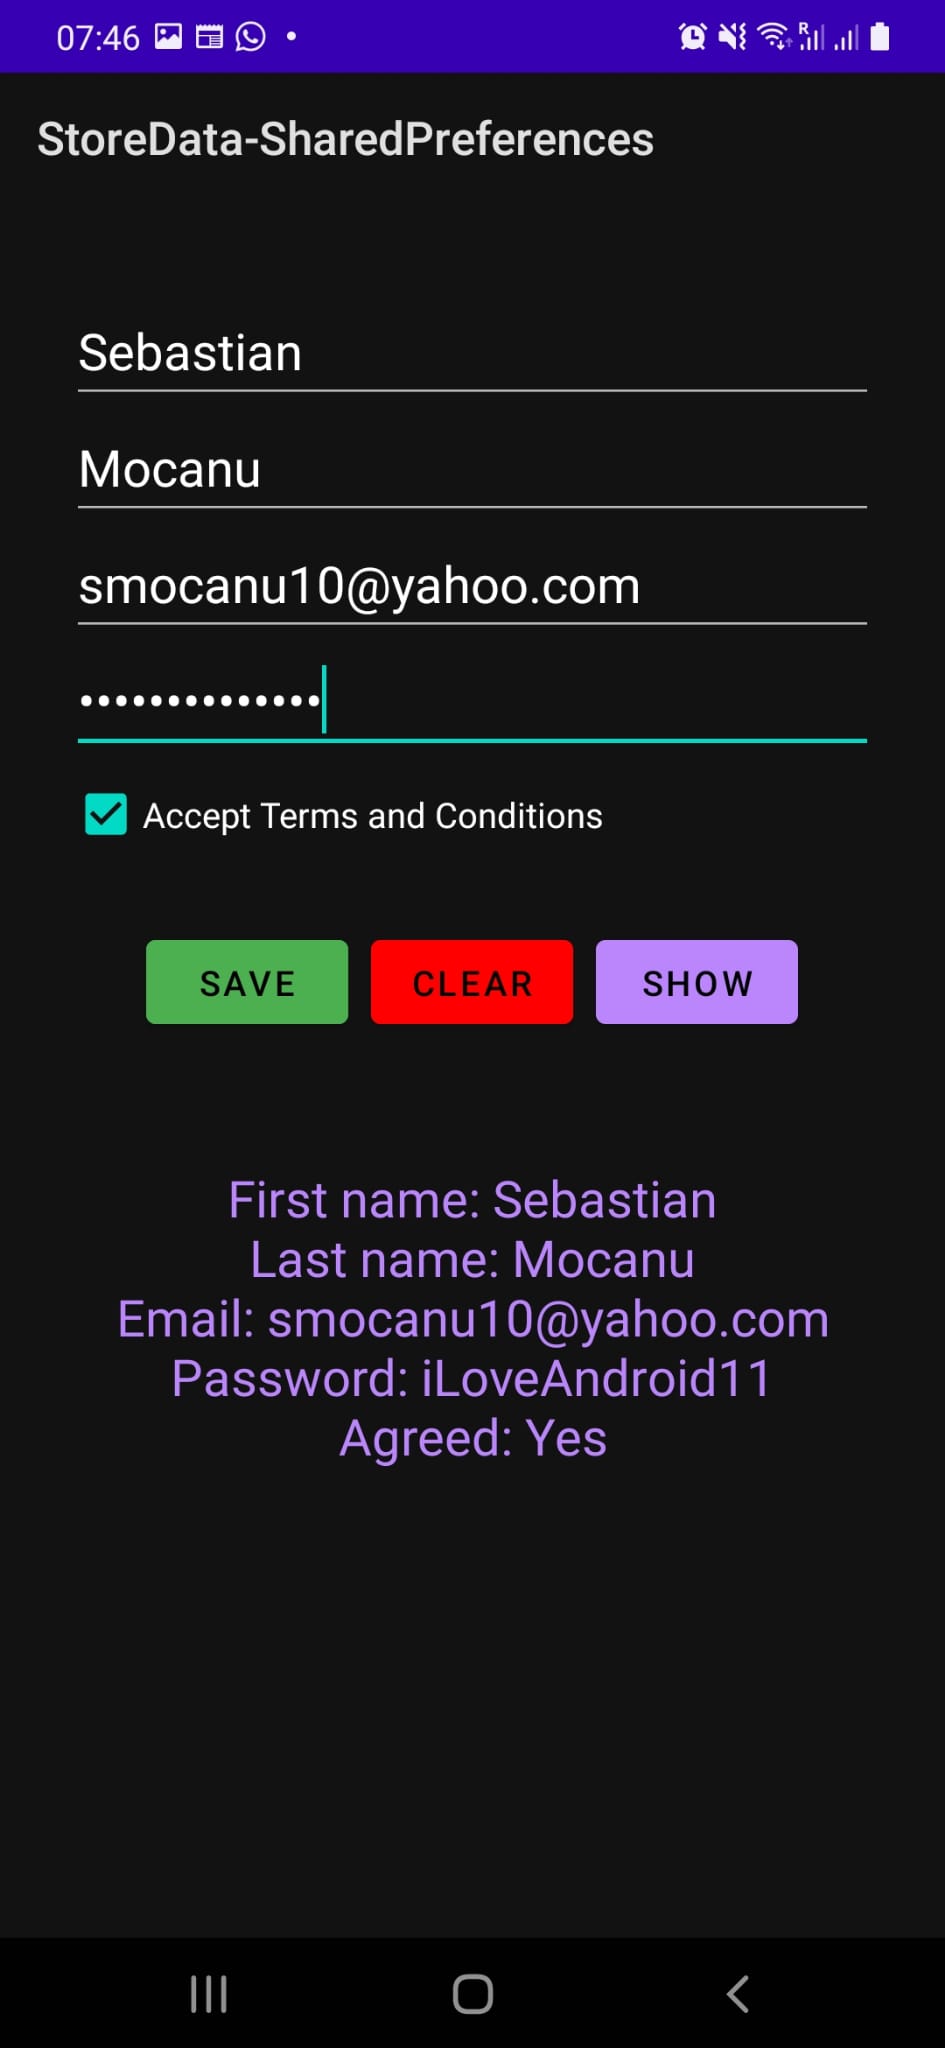 07:46
StoreData-SharedPreferences
Sebastian
Mocanu
smocanu10@yahoo.com
••••••••••••••
Accept Terms and Conditions
SAVE CLEAR SHOW
First name: Sebastian
Last name: Mocanu
Email: smocanu10@yahoo.com
Password: iLoveAndroid11
Agreed: Yes